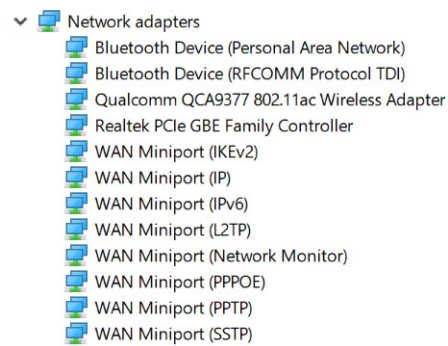 Network adapters
Bluetooth Device (Personal Area Network)
Bluetooth Device (RFCOMM Protocol TDI)
Qualcomm QCA9377 802.11ac Wireless Adapter
Realtek PCIe GBE Family Controller
WAN Miniport (IKEv2)
WAN Miniport (IP)
WAN Miniport (IPv6)
WAN Miniport (L2TP)
WAN Miniport (Network Monitor)
WAN Miniport (PPPOE)
WAN Miniport (PPTP)
WAN Miniport (SSTP)